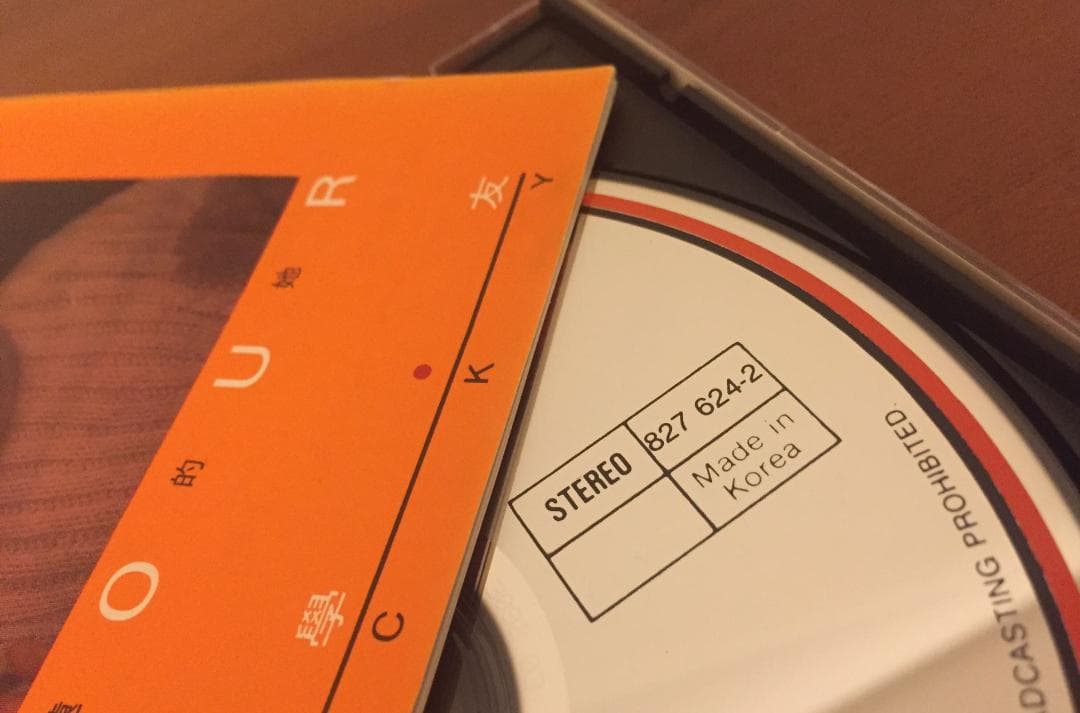 友 學
Y K C
R U O
她 的
STEREO
827 624-2
Made in
Korea
DCASTING PROHIBITED